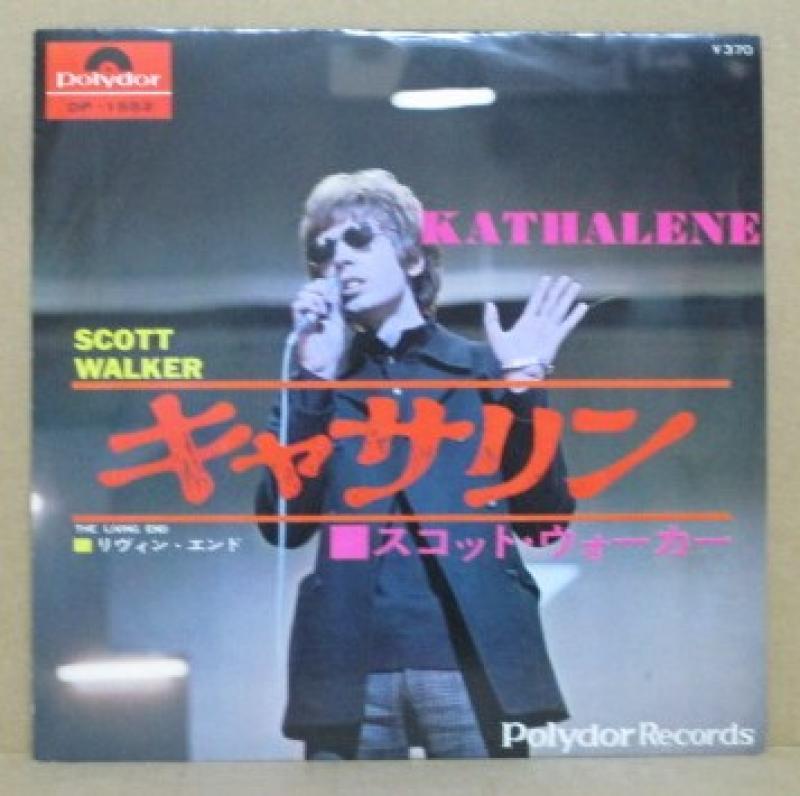 Polydor
DP-1552
¥370
KATHALENE
SCOTT
WALKER
キャサリン
THE LIVING END
■リヴィン・エンド
■スコット・ウォーカー
Polydor Records